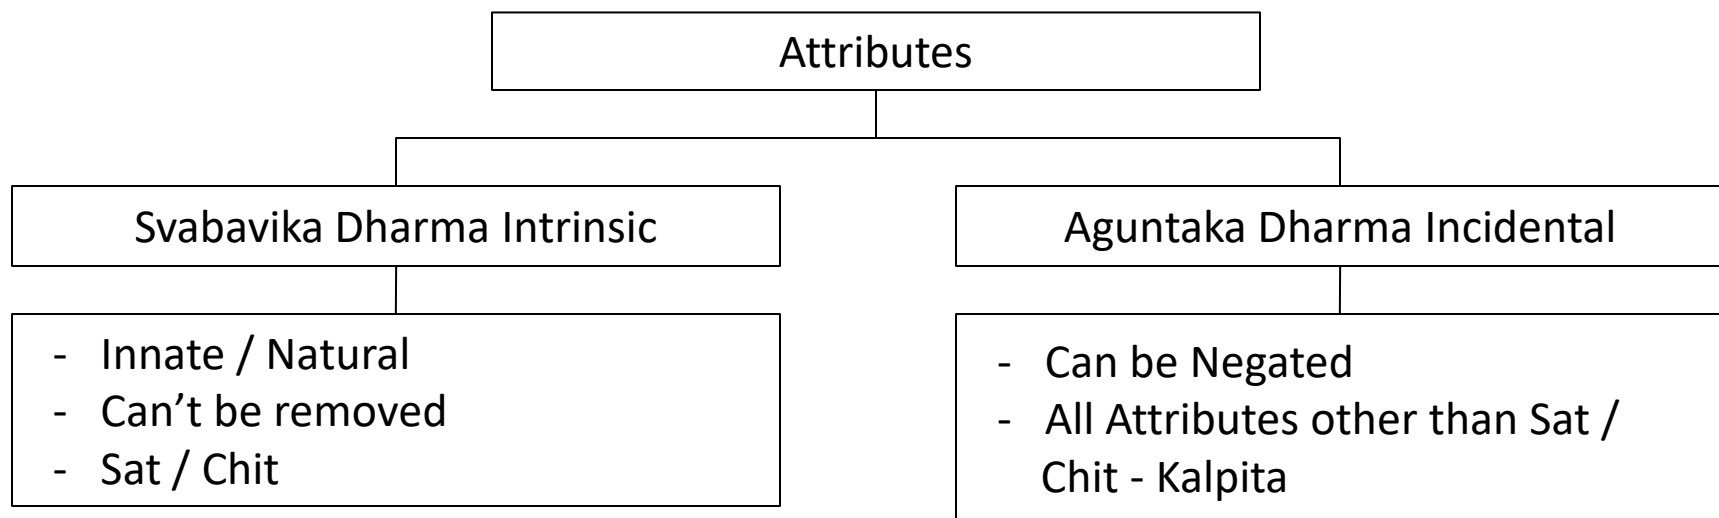 Attributes
Svabavika Dharma Intrinsic
Aguntaka Dharma Incidental
- Innate / Natural
- Can’t be removed
- Sat / Chit
- Can be Negated
- All Attributes other than Sat /
Chit - Kalpita